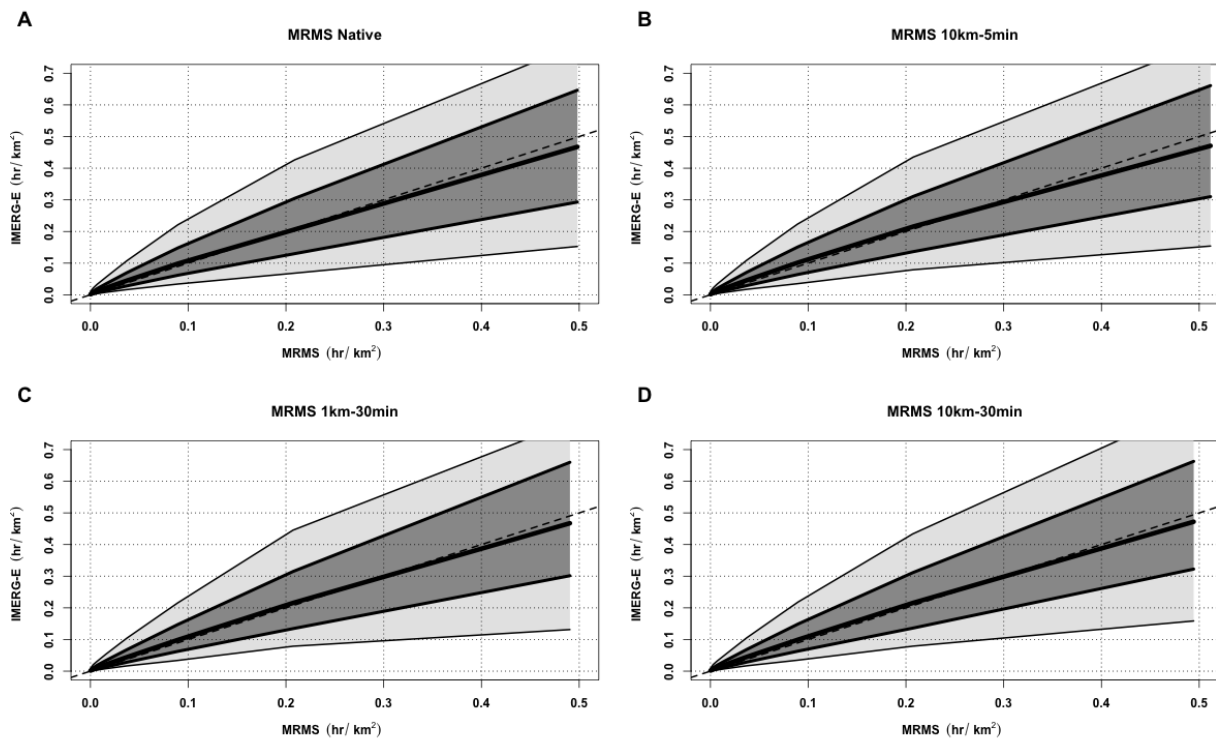 A
MRMS Native
IMERG-E (hr/ km²)
0.0 0.1 0.2 0.3 0.4 0.5 0.6 0.7
0.0 0.1 0.2 0.3 0.4 0.5
MRMS (hr/ km²)
B
MRMS 10km-5min
IMERG-E (hr/ km²)
0.0 0.1 0.2 0.3 0.4 0.5 0.6 0.7
0.0 0.1 0.2 0.3 0.4 0.5
MRMS (hr/ km²)
C
MRMS 1km-30min
IMERG-E (hr/ km²)
0.0 0.1 0.2 0.3 0.4 0.5 0.6 0.7
0.0 0.1 0.2 0.3 0.4 0.5
MRMS (hr/ km²)
D
MRMS 10km-30min
IMERG-E (hr/ km²)
0.0 0.1 0.2 0.3 0.4 0.5 0.6 0.7
0.0 0.1 0.2 0.3 0.4 0.5
MRMS (hr/ km²)